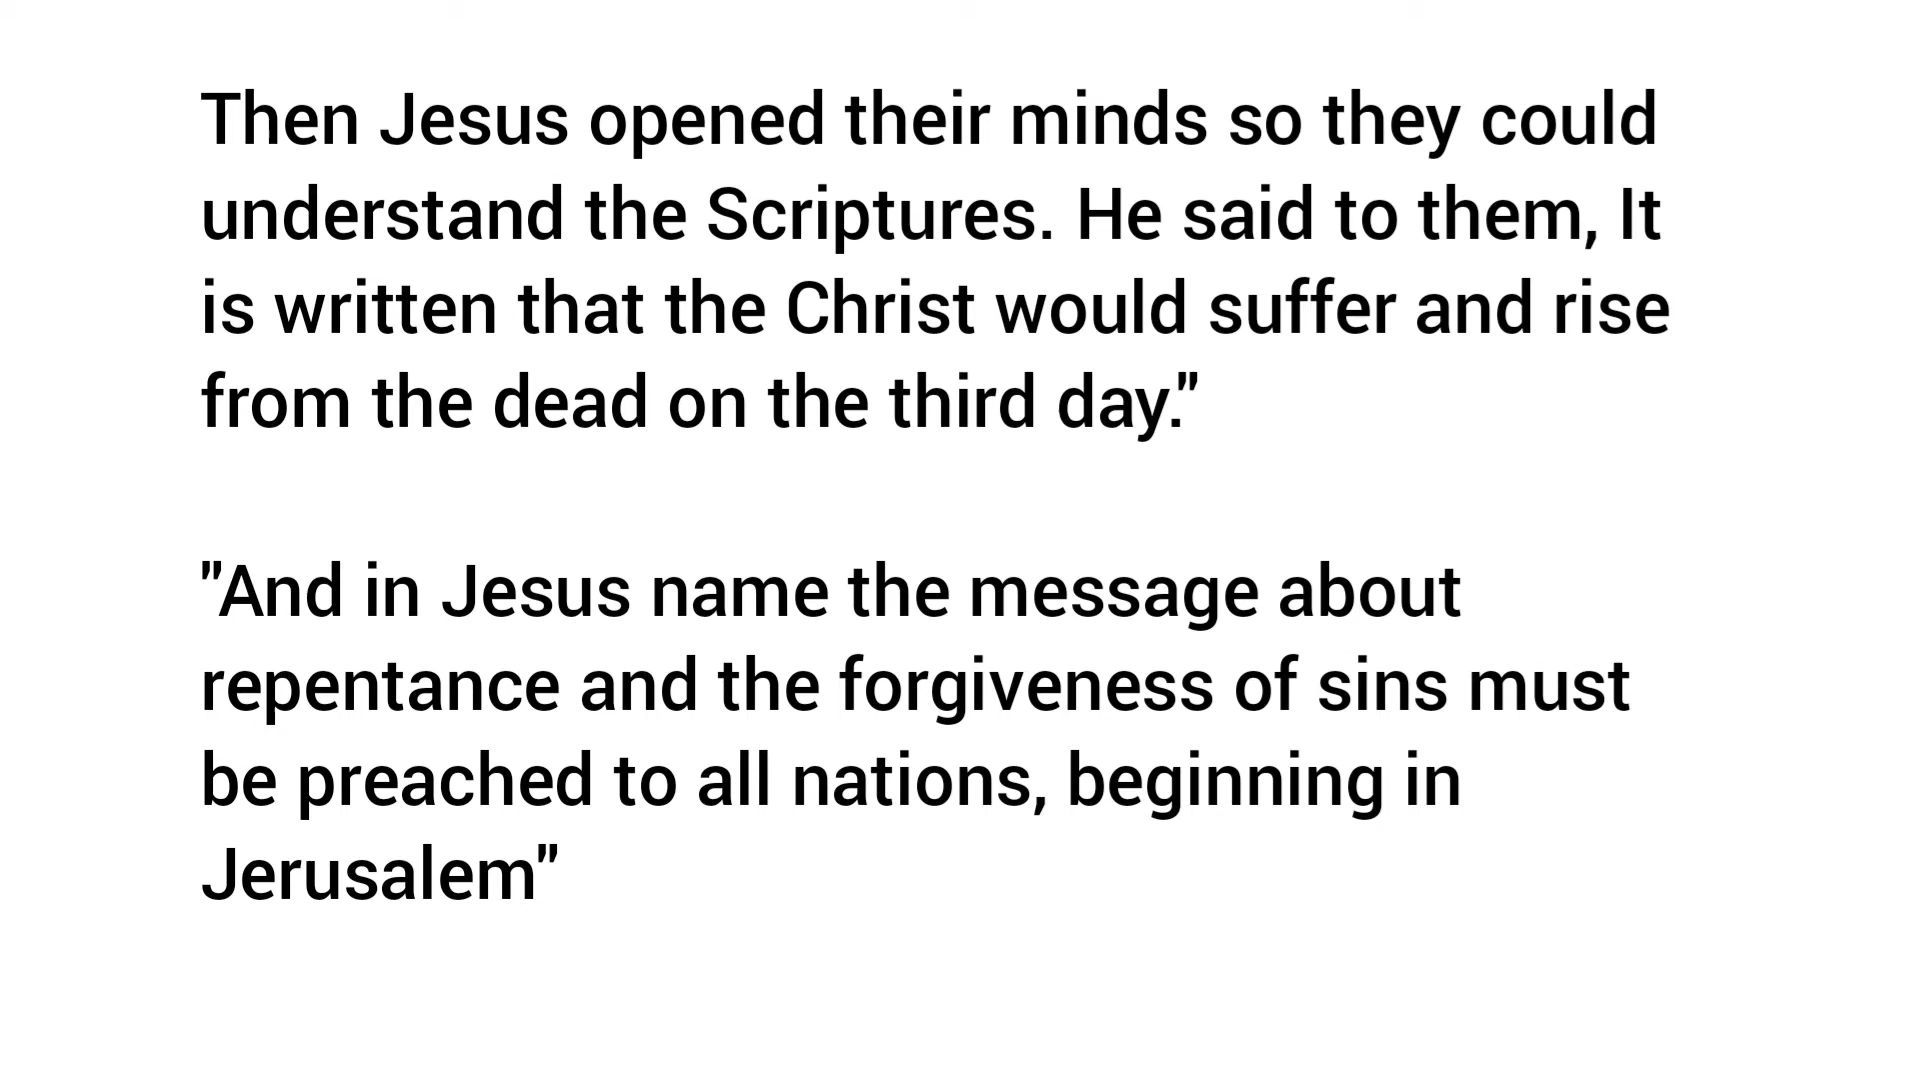 Then Jesus opened their minds so they could
understand the Scriptures. He said to them, It
is written that the Christ would suffer and rise
from the dead on the third day."
"And in Jesus name the message about
repentance and the forgiveness of sins must
be preached to all nations, beginning in
Jerusalem"